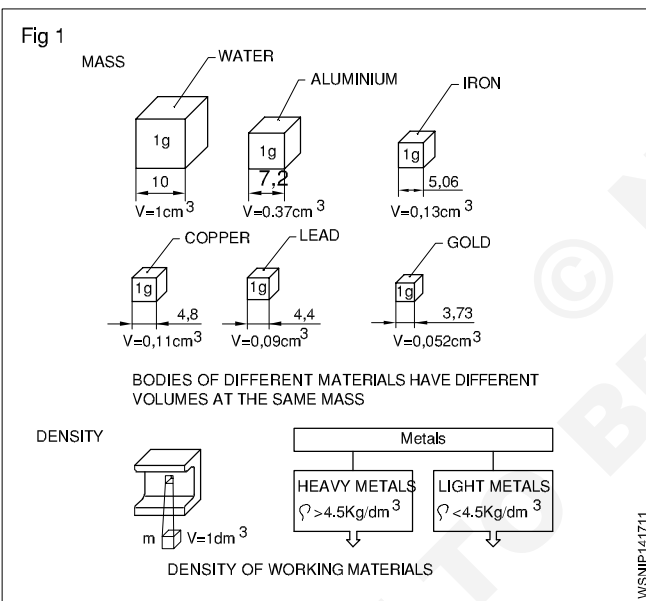 Fig 1
MASS
WATER
ALUMINIUM
IRON
1g
1g
1g
10
7,2
5,06
V=1cm³
V=0.37cm³
V=0,13cm³
COPPER
LEAD
GOLD
1g
1g
1g
4,8
4,4
3,73
V=0,11cm³
V=0,09cm³
V=0,052cm³
BODIES OF DIFFERENT MATERIALS HAVE DIFFERENT
VOLUMES AT THE SAME MASS
DENSITY
Metals
HEAVY METALS
ρ>4.5Kg/dm³
LIGHT METALS
ρ<4.5Kg/dm³
m V=1dm³
DENSITY OF WORKING MATERIALS
WSNIP141711
©
TO